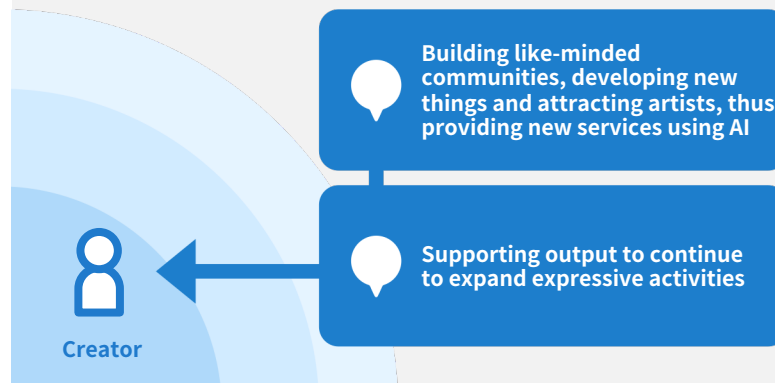 Building like-minded
communities, developing new
things and attracting artists, thus
providing new services using AI
Supporting output to continue
to expand expressive activities
Creator